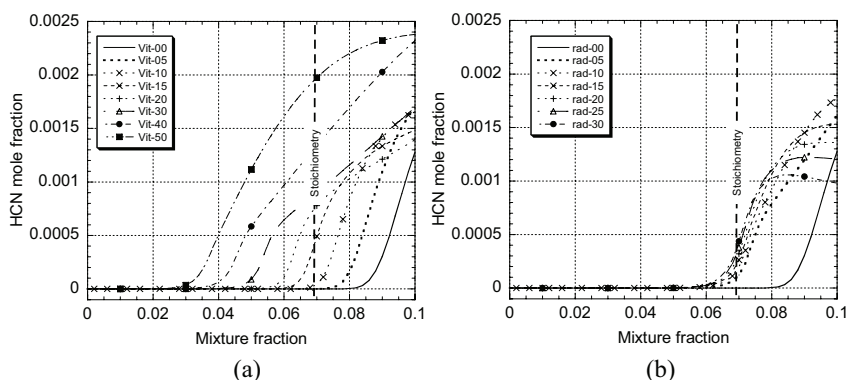 HCN mole fraction
0.0025
0.002
0.0015
0.001
0.0005
0
Vit-00
Vit-05
Vit-10
Vit-15
Vit-20
Vit-30
Vit-40
Vit-50
Stoichiometry
0 0.02 0.04 0.06 0.08 0.1
Mixture fraction
(a)
HCN mole fraction
0.0025
0.002
0.0015
0.001
0.0005
0
rad-00
rad-05
rad-10
rad-15
rad-20
rad-25
rad-30
Stoichiometry
0 0.02 0.04 0.06 0.08 0.1
Mixture fraction
(b)